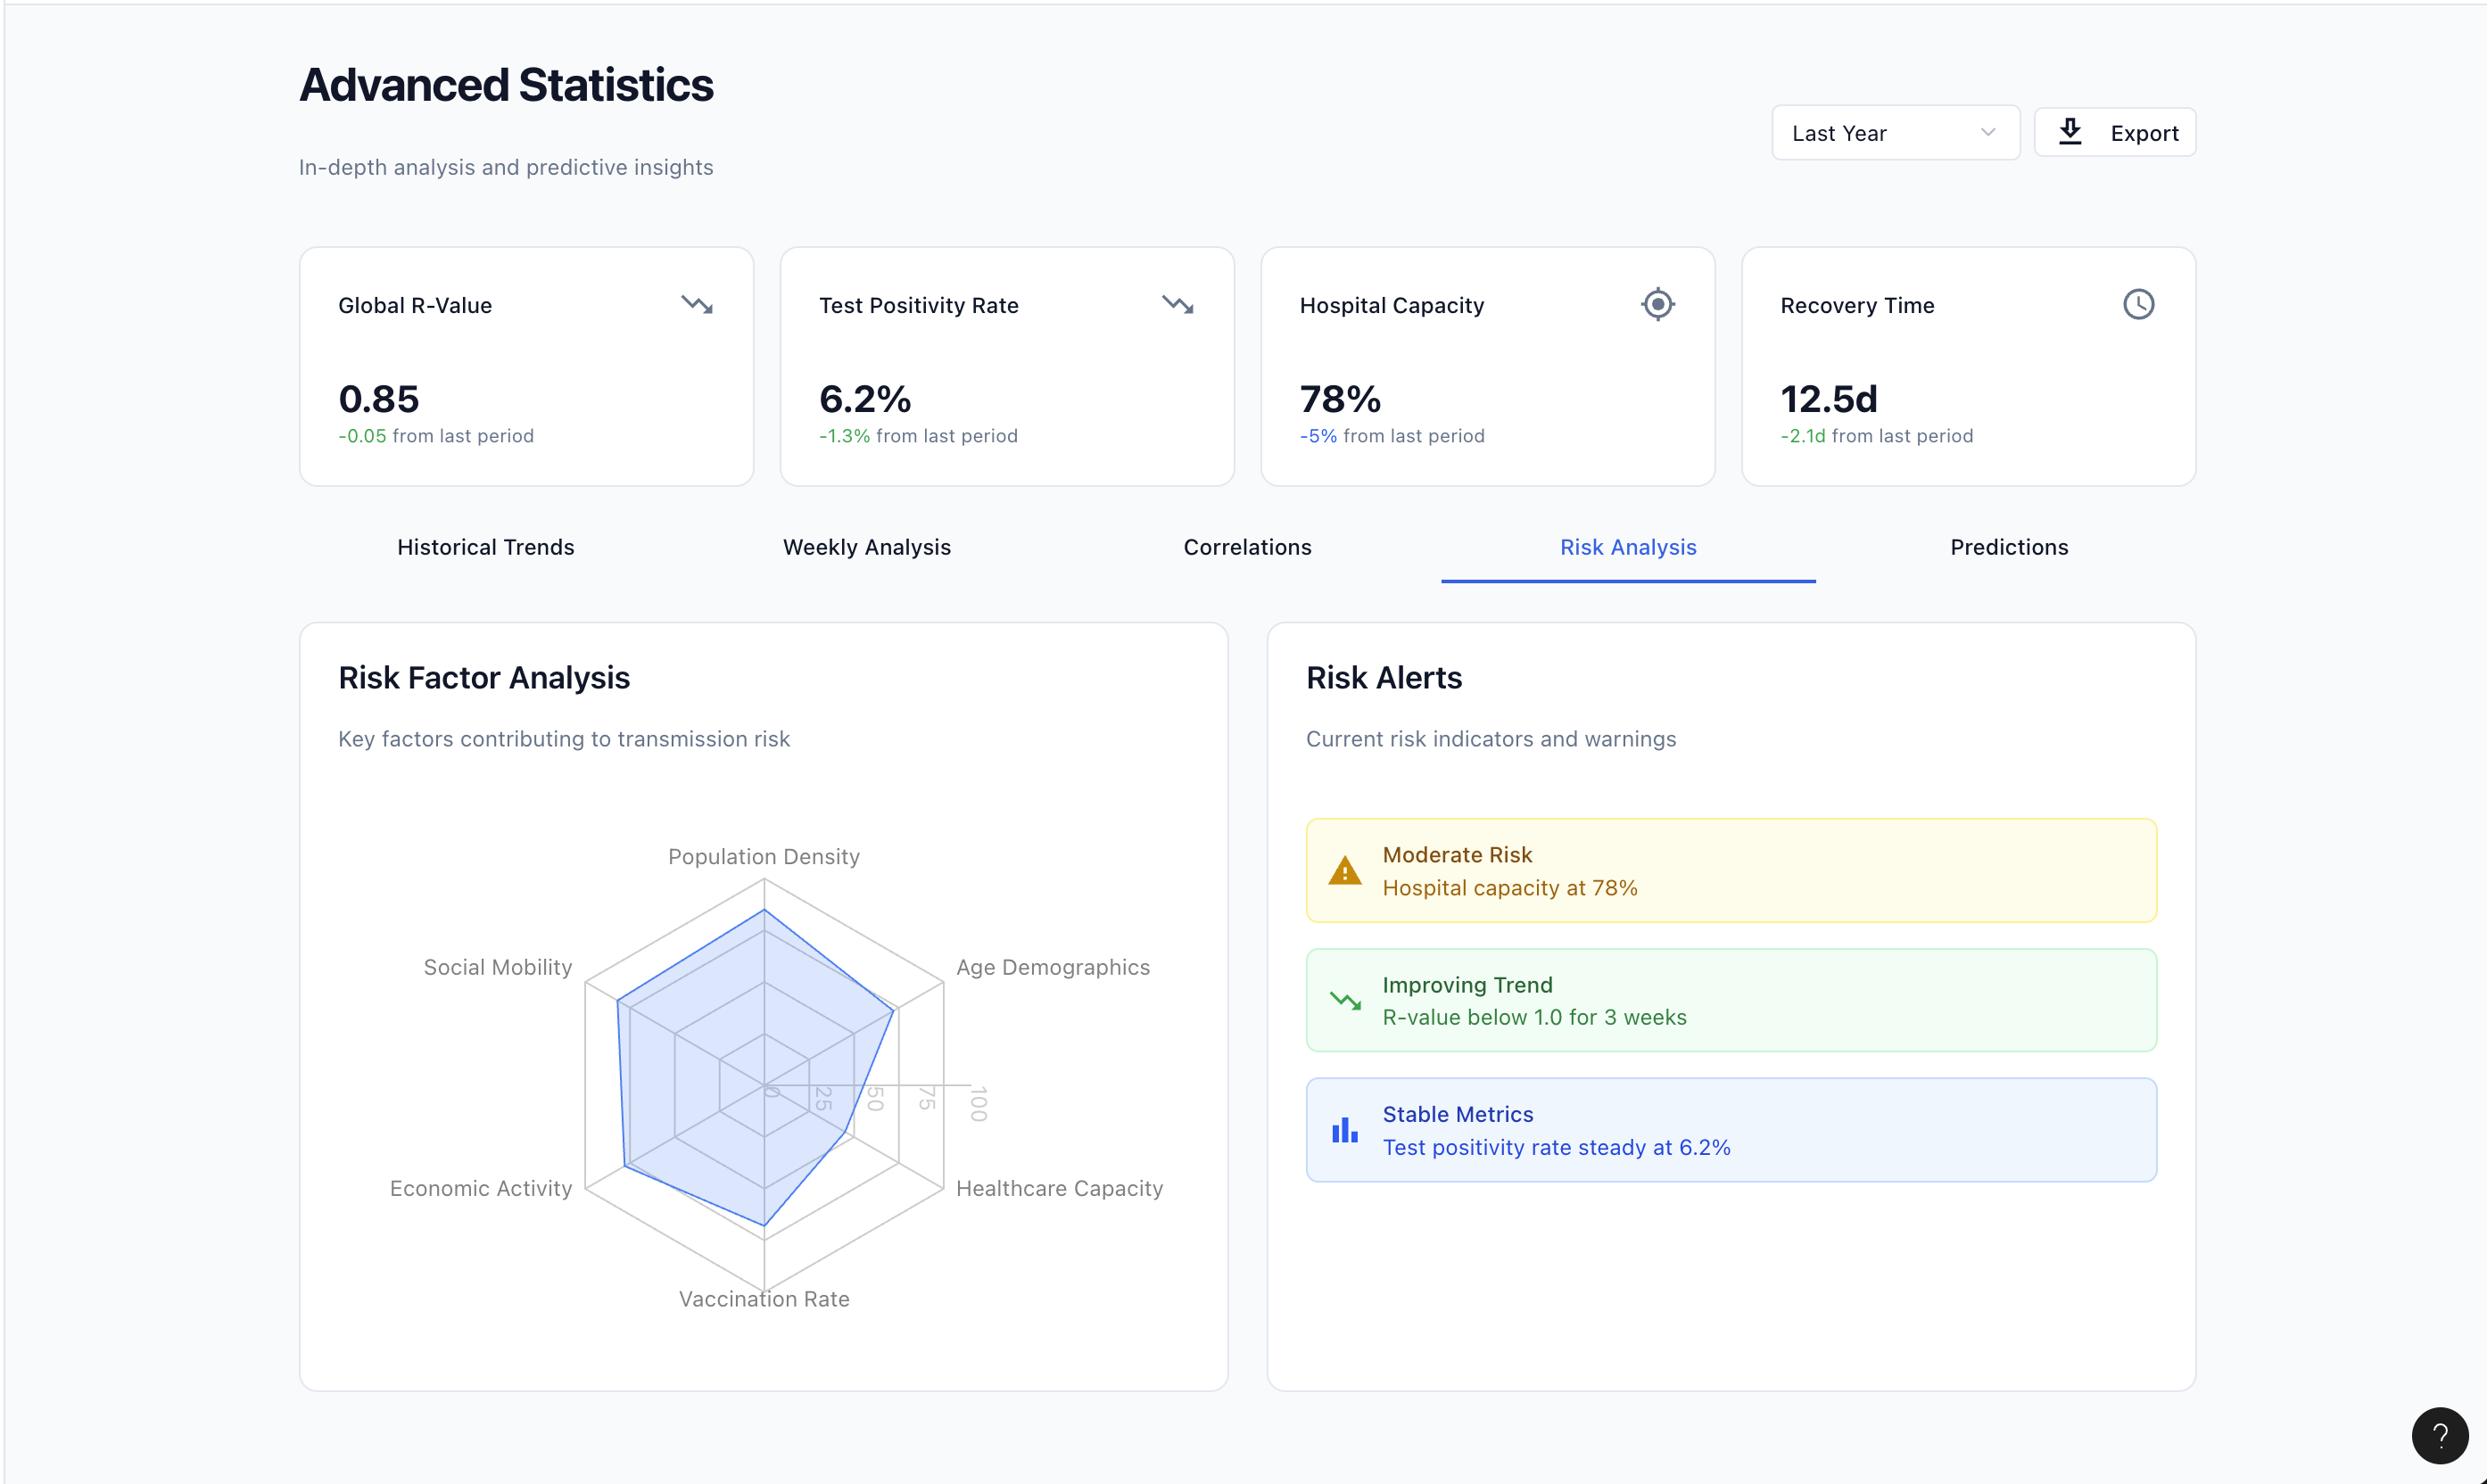 Advanced Statistics
In-depth analysis and predictive insights
Last Year
Export
Global R-Value
0.85
-0.05 from last period
Test Positivity Rate
6.2%
-1.3% from last period
Hospital Capacity
78%
-5% from last period
Recovery Time
12.5d
-2.1d from last period
Historical Trends
Weekly Analysis
Correlations
Risk Analysis
Predictions
Risk Factor Analysis
Key factors contributing to transmission risk
Population Density
Social Mobility
Age Demographics
0
25
50
75
100
Economic Activity
Healthcare Capacity
Vaccination Rate
Risk Alerts
Current risk indicators and warnings
Moderate Risk
Hospital capacity at 78%
Improving Trend
R-value below 1.0 for 3 weeks
Stable Metrics
Test positivity rate steady at 6.2%
?